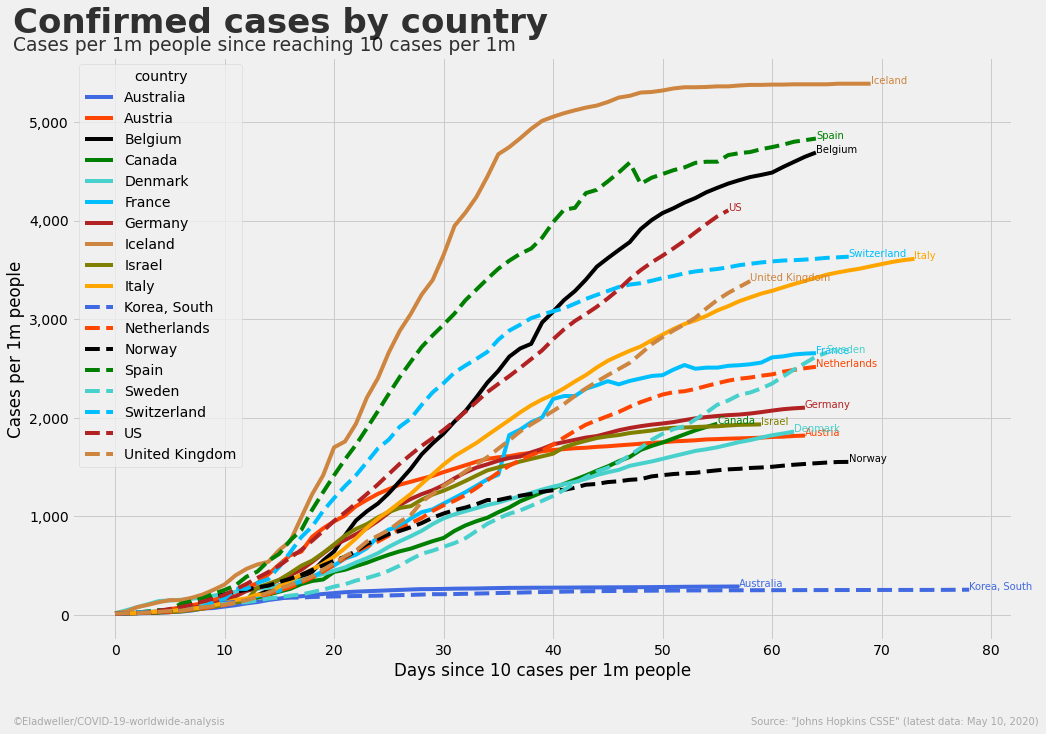 Confirmed cases by country
Cases per 1m people since reaching 10 cases per 1m
country
Australia
Austria
Belgium
Canada
Denmark
France
Germany
Iceland
Israel
Italy
Korea, South
Netherlands
Norway
Spain
Sweden
Switzerland
US
United Kingdom
Cases per 1m people
5,000
4,000
3,000
2,000
1,000
0
Iceland
Spain
Belgium
US
Switzerland
Italy
United Kingdom
France
Sweden
Netherlands
Germany
Canada
Israel
Denmark
Austria
Norway
Australia
Korea, South
0 10 20 30 40 50 60 70 80
Days since 10 cases per 1m people
©Eladweller/COVID-19-worldwide-analysis
Source: "Johns Hopkins CSSE" (latest data: May 10, 2020)